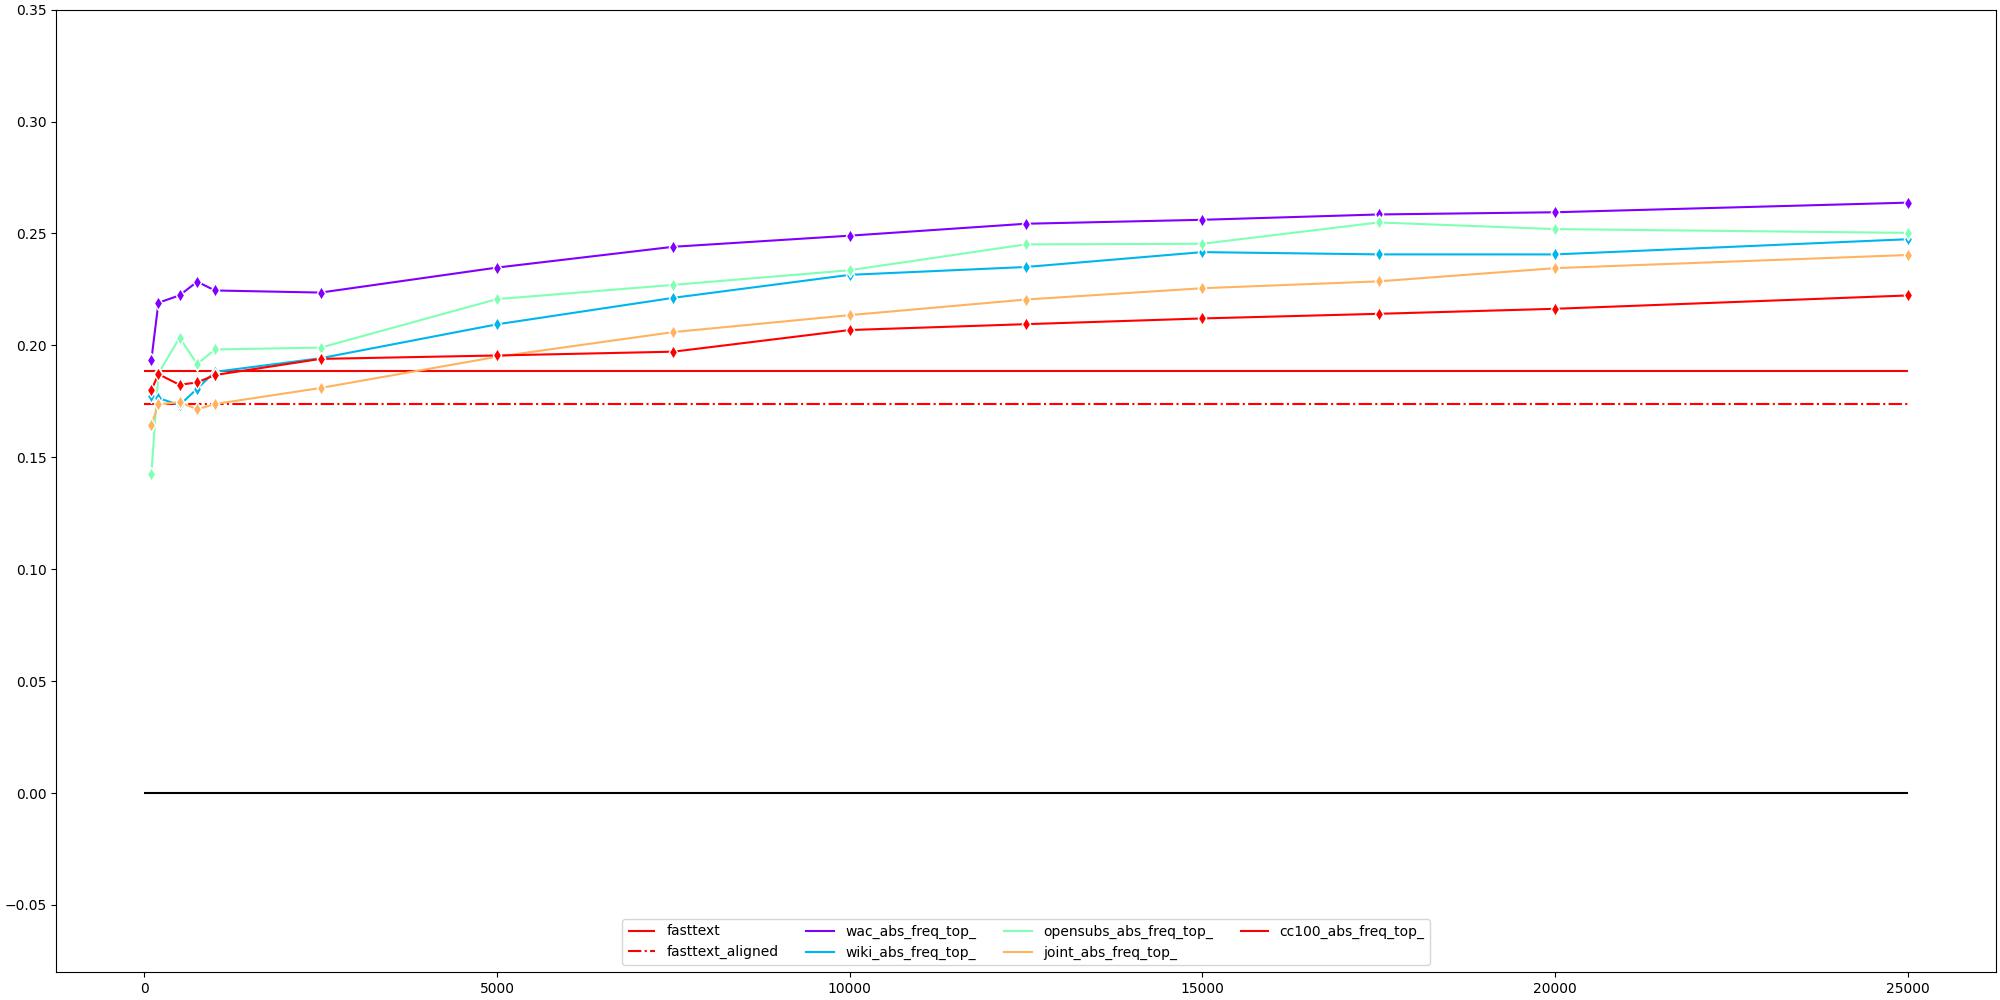 0.35
0.30
0.25
0.20
0.15
0.10
0.05
0.00
−0.05
fasttext
fasttext_aligned
wac_abs_freq_top_
wiki_abs_freq_top_
opensubs_abs_freq_top_
joint_abs_freq_top_
cc100_abs_freq_top_
0 5000 10000 15000 20000 25000